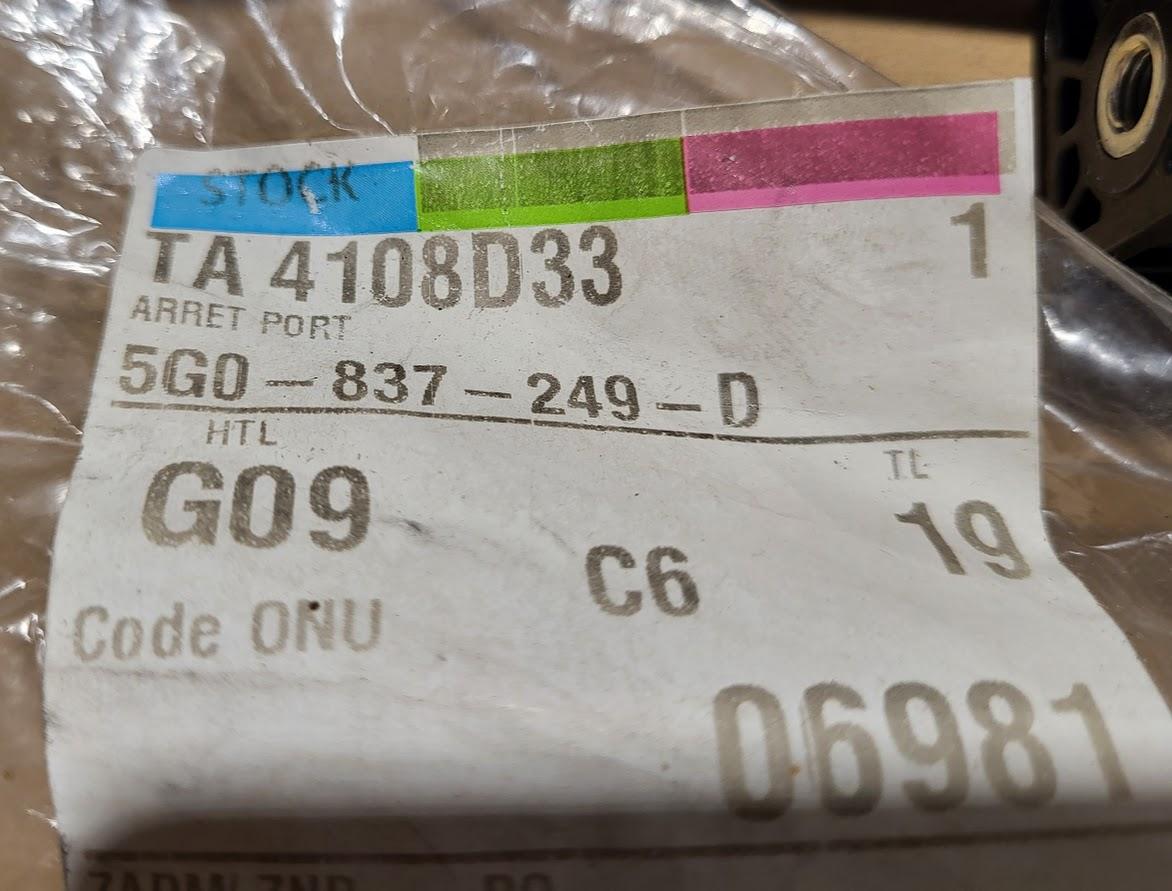 STOCK
TA 4108D33 1
ARRET PORT
5G0 - 837 - 249 - D
HTL TL
G09 C6 19
Code ONU
06981